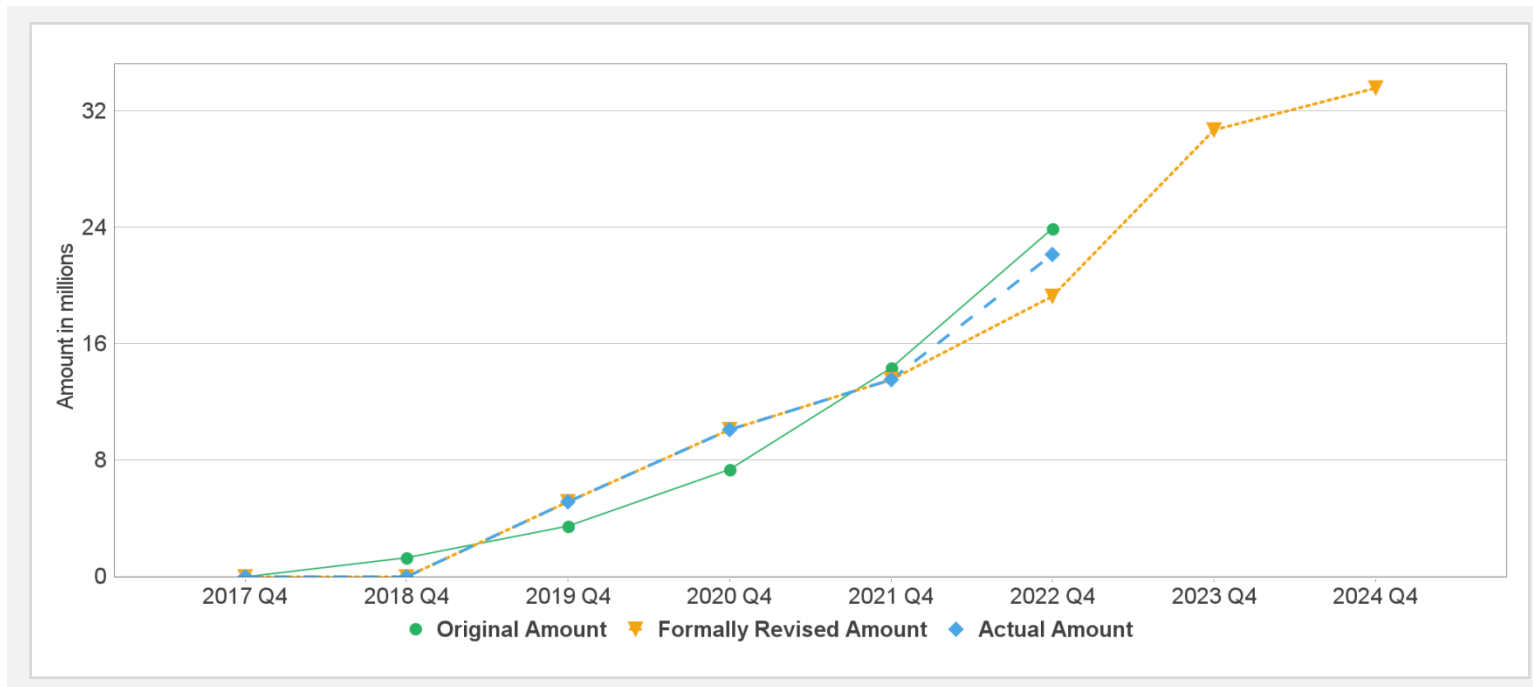 32
24
16
8
0
Amount in millions
2017 Q4 2018 Q4 2019 Q4 2020 Q4 2021 Q4 2022 Q4 2023 Q4 2024 Q4
Original Amount Formally Revised Amount Actual Amount